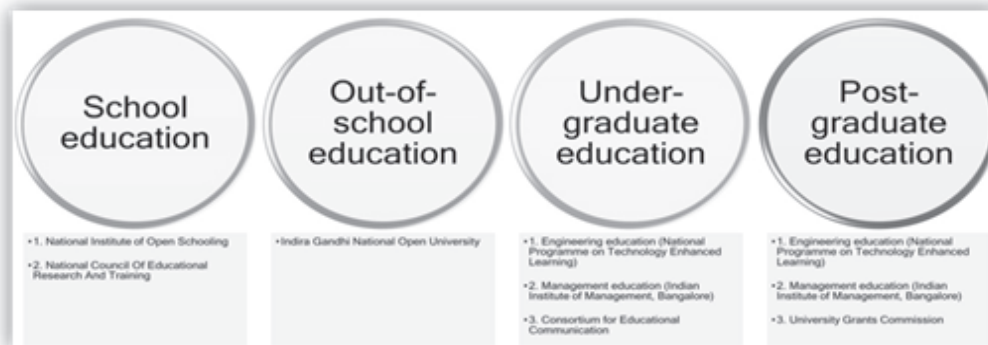 School
education
Out-of-
school
education
Under-
graduate
education
Post-
graduate
education
•1. National Institute of Open Schooling
•2. National Council Of Educational
Research And Training
•Indira Gandhi National Open University
•1. Engineering education (National
Programme on Technology Enhanced
Learning)
•2. Management education (Indian
Institute of Management, Bangalore)
•3. Consortium for Educational
Communication
•1. Engineering education (National
Programme on Technology Enhanced
Learning)
•2. Management education (Indian
Institute of Management, Bangalore)
•3. University Grants Commission